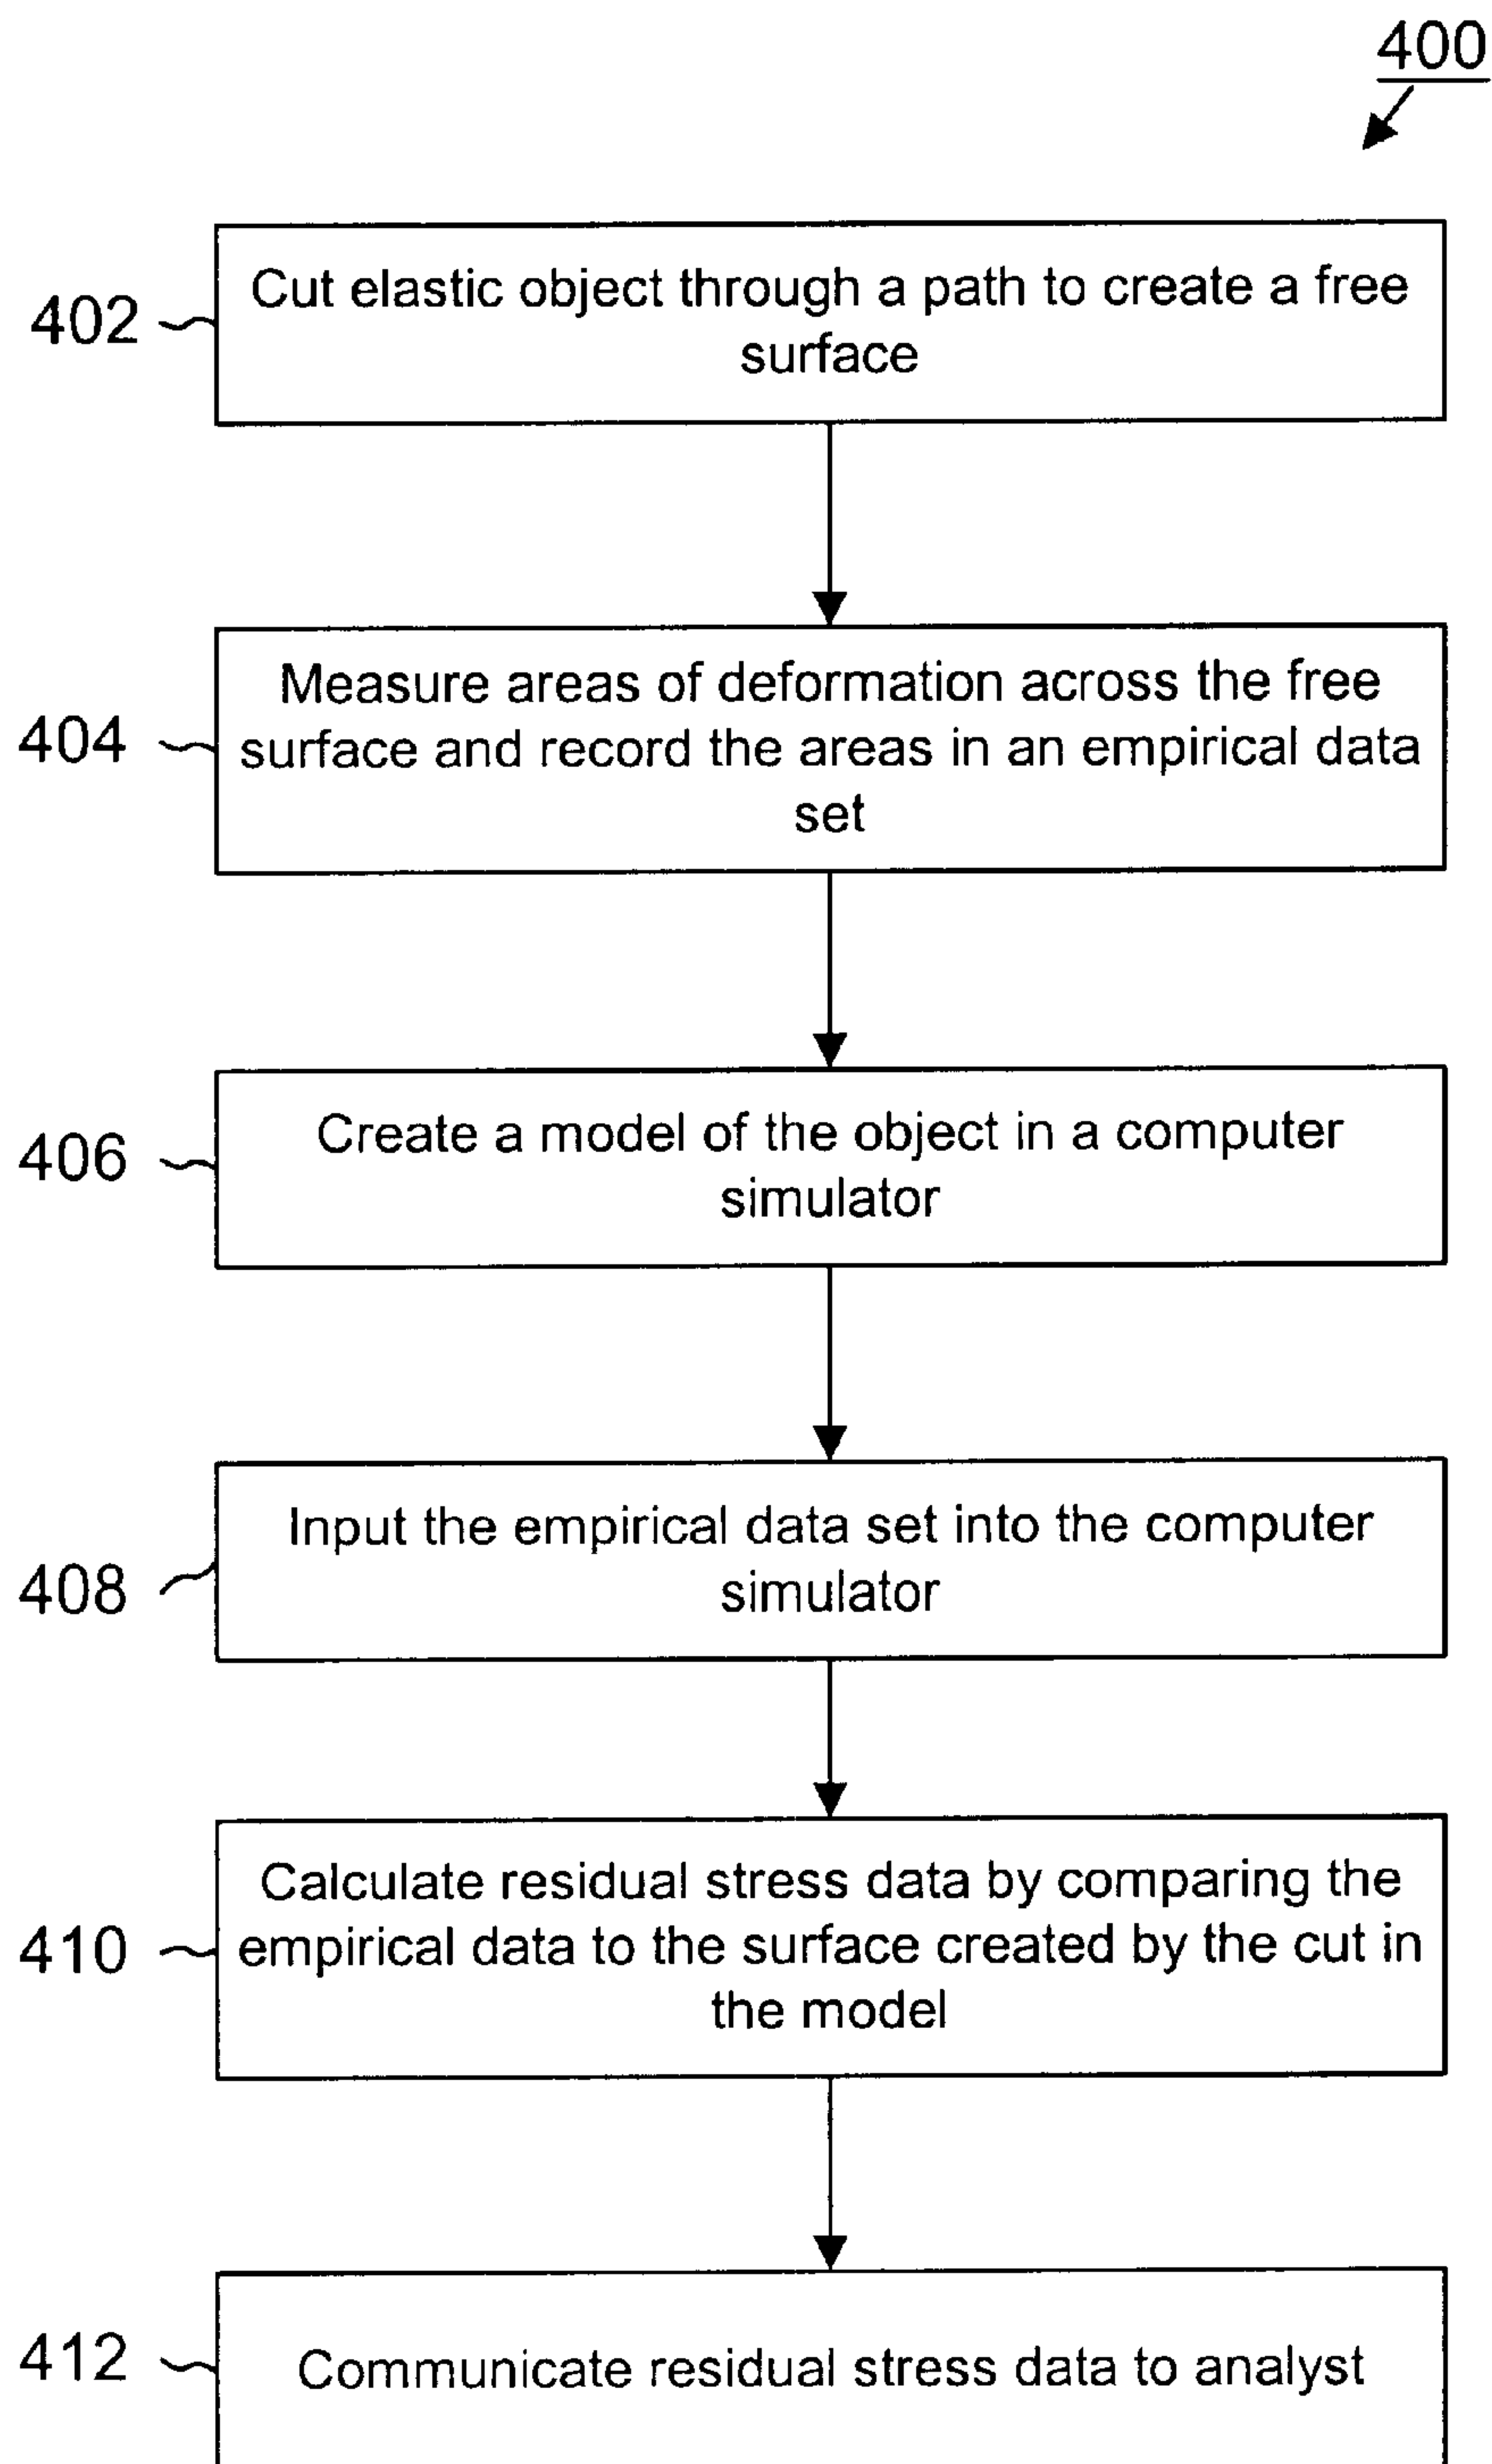 400
402
Cut elastic object through a path to create a free
surface
404
Measure areas of deformation across the free
surface and record the areas in an empirical data
set
406
Create a model of the object in a computer
simulator
408
Input the empirical data set into the computer
simulator
410
Calculate residual stress data by comparing the
empirical data to the surface created by the cut in
the model
412
Communicate residual stress data to analyst